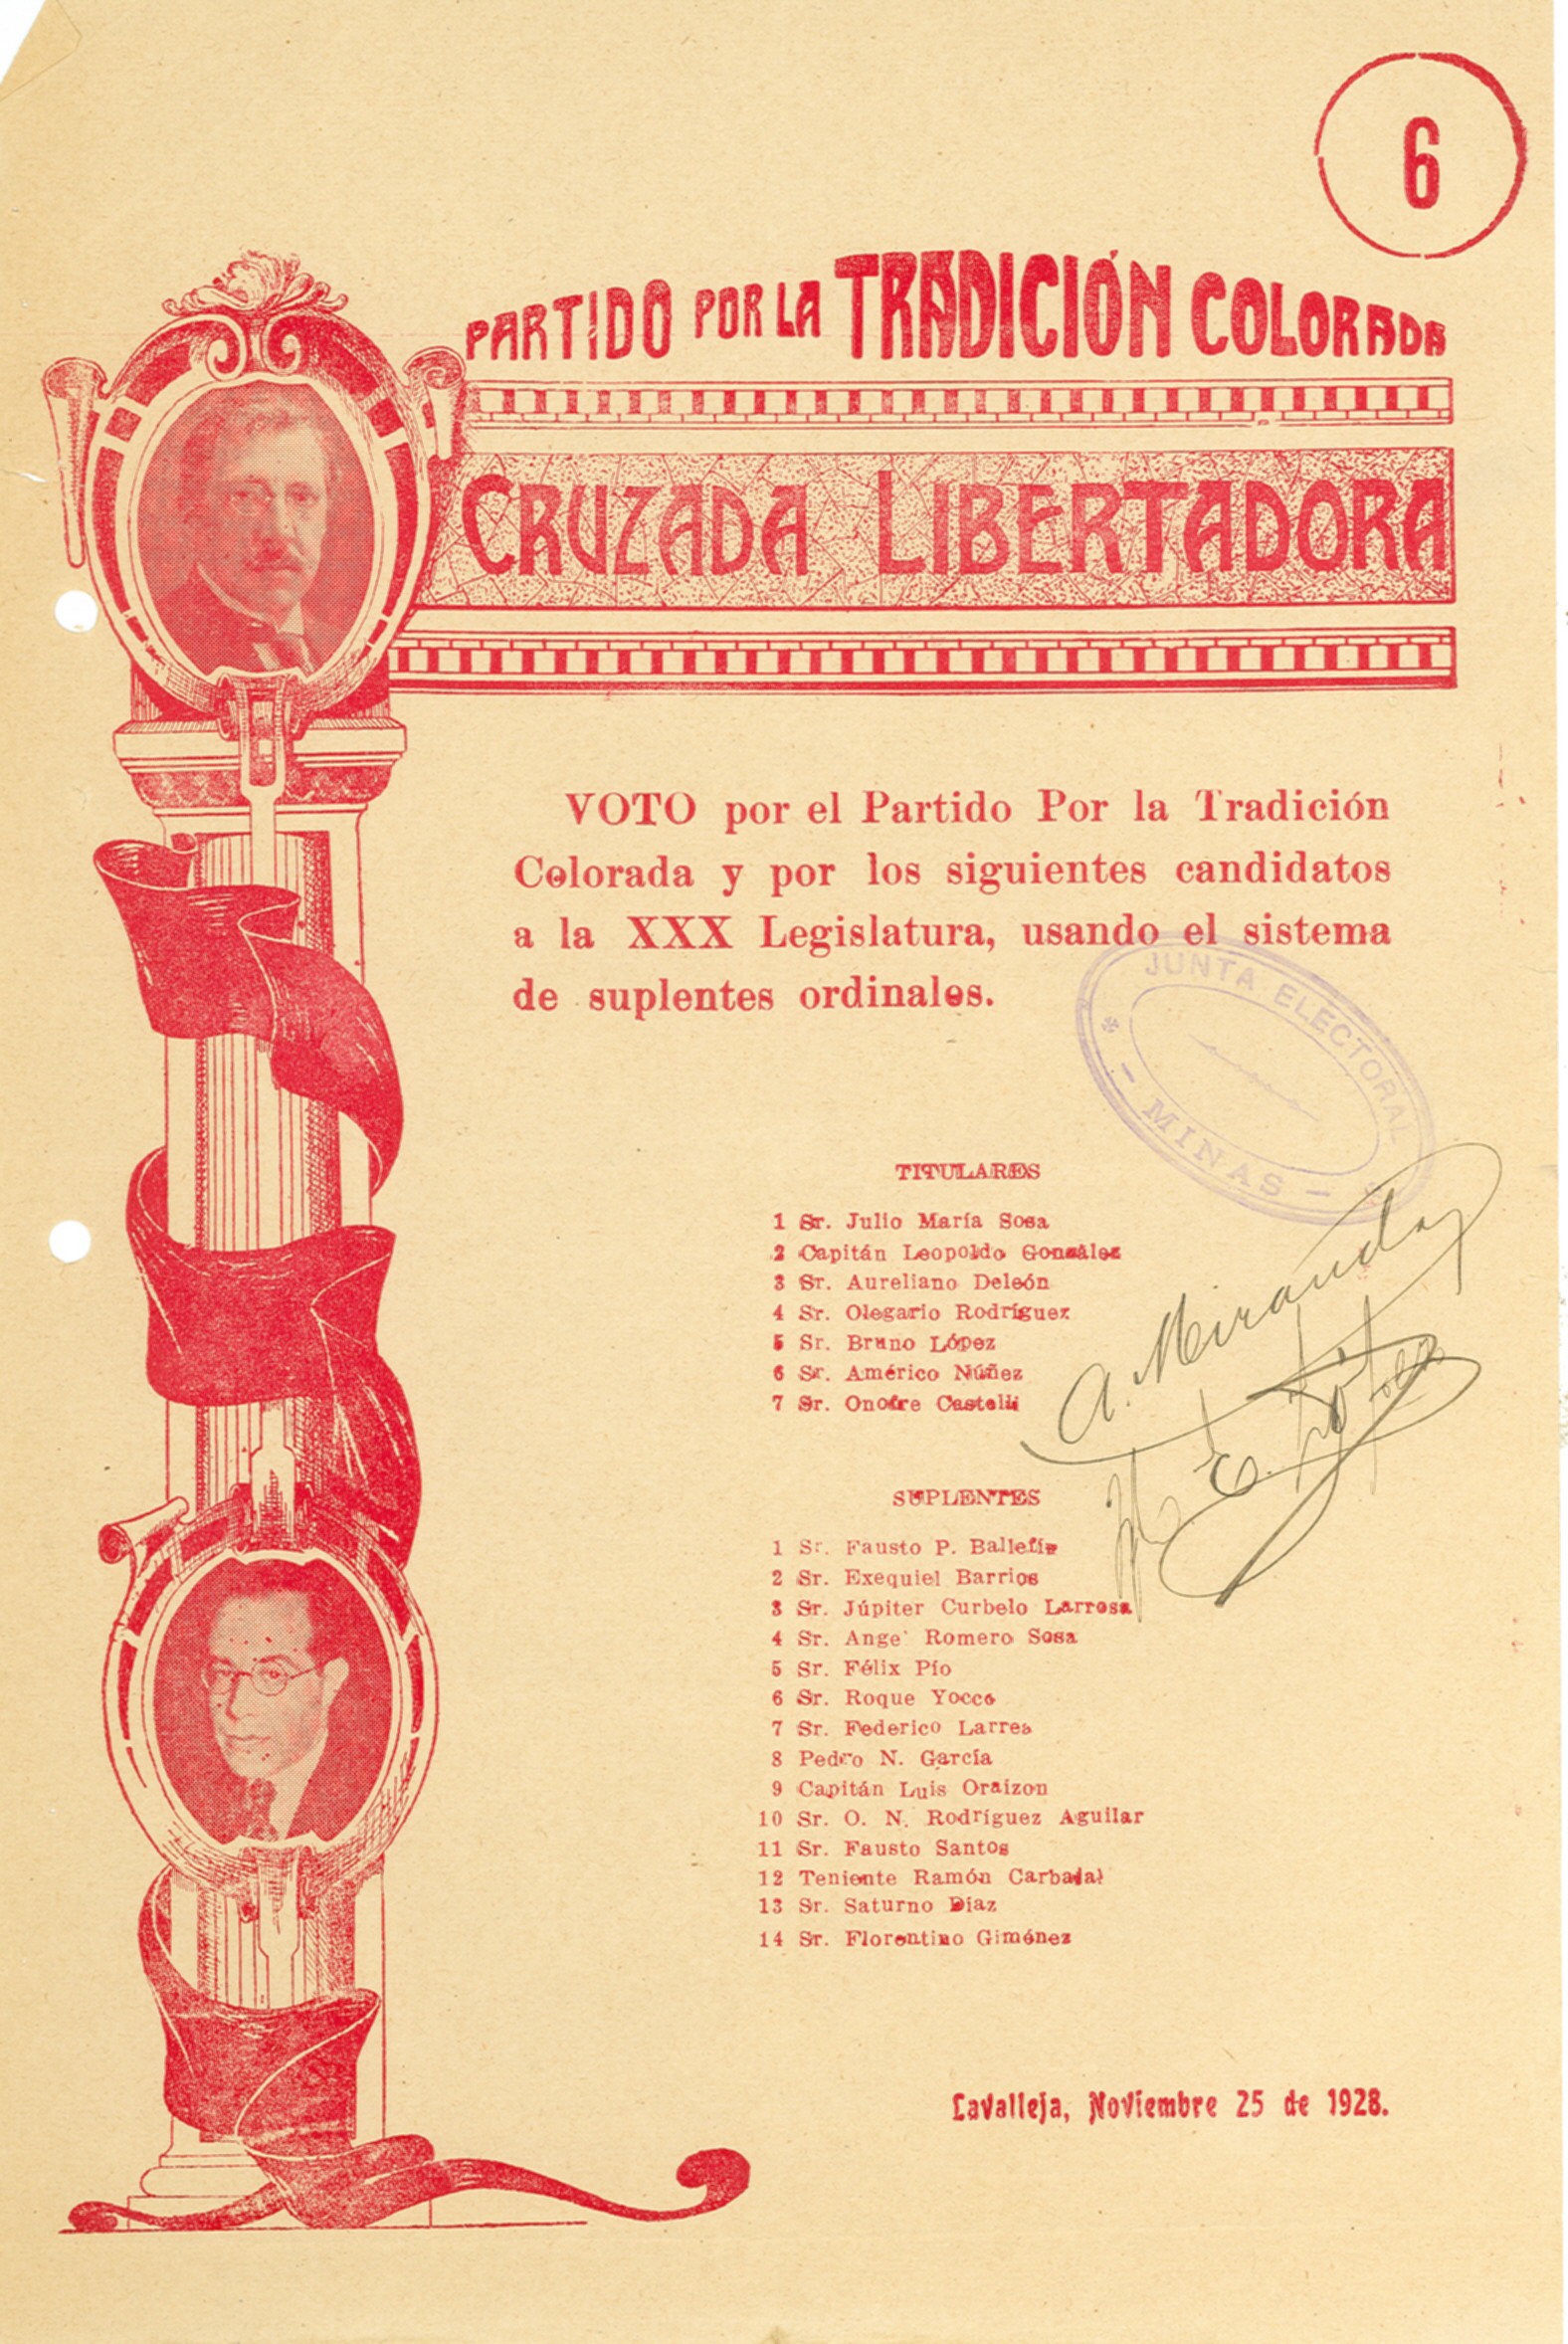 6
PARTIDO POR LA TRADICIÓN COLORADA
CRUZADA LIBERTADORA
VOTO por el Partido Por la Tradición
Colorada y por los siguientes candidatos
a la XXX Legislatura, usando el sistema
de suplentes ordinales.
JUNTA ELECTORAL
- MINAS -
TITULARES
1 Sr. Julio María Sosa
2 Capitán Leopoldo González
3 Sr. Aureliano Deleón
4 Sr. Olegario Rodríguez
5 Sr. Bruno López
6 Sr. Américo Núñez
7 Sr. Onofre Castelli
A. Miranda
SUPLENTES
1 Sr. Fausto P. Ballefín
2 Sr. Exequiel Barrios
3 Sr. Júpiter Curbelo Larrosa
4 Sr. Ange' Romero Sosa
5 Sr. Félix Pío
6 Sr. Roque Yocco
7 Sr. Federico Larrea
8 Pedro N. García
9 Capitán Luis Oraizon
10 Sr. O. N. Rodríguez Aguilar
11 Sr. Fausto Santos
12 Teniente Ramón Carbajal
13 Sr. Saturno Díaz
14 Sr. Florentino Giménez
Lavalleja, Noviembre 25 de 1928.